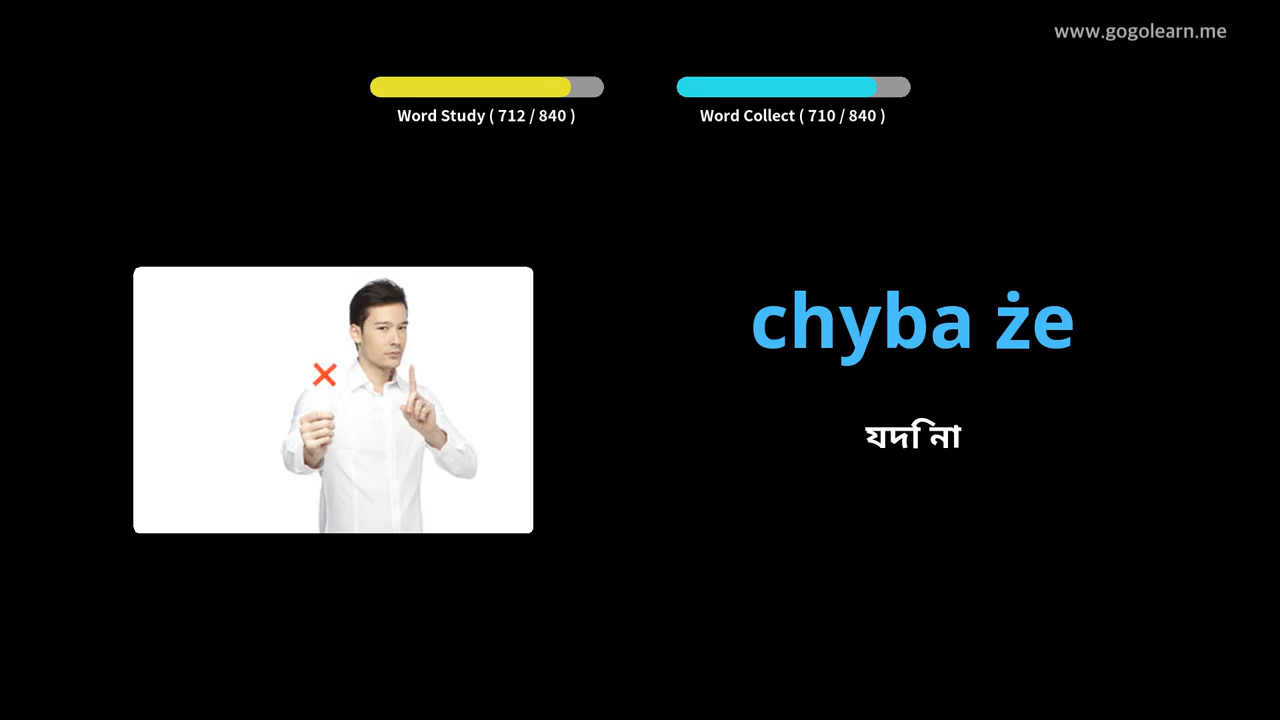 www.gogolearn.me
Word Study ( 712 / 840 )
Word Collect ( 710 / 840 )
chyba że
যদি না